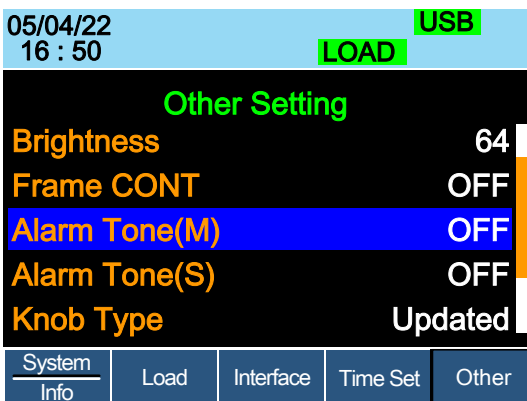 05/04/22 USB
16 : 50 LOAD
Other Setting
Brightness 64
Frame CONT OFF
Alarm Tone(M) OFF
Alarm Tone(S) OFF
Knob Type Updated
System
Info
Load
Interface
Time Set
Other